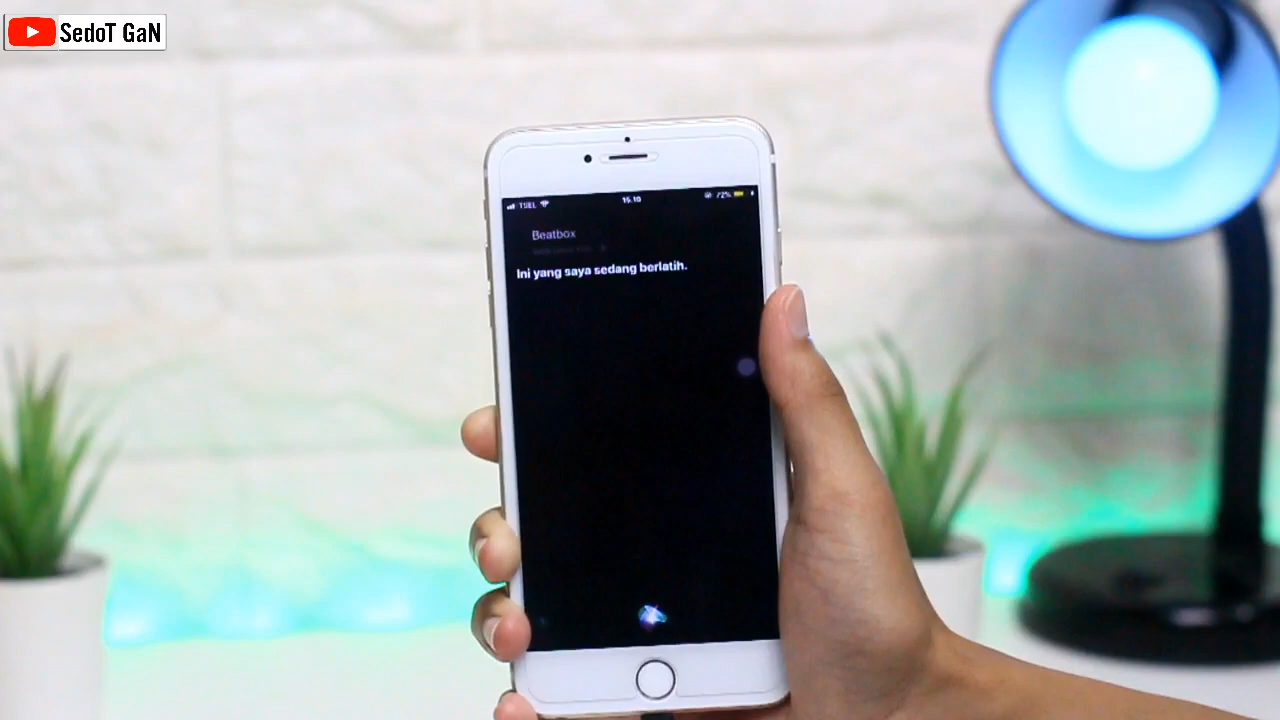 SedoT GaN
TSEL 15.10 72%
Beatbox
Ini yang saya sedang berlatih.